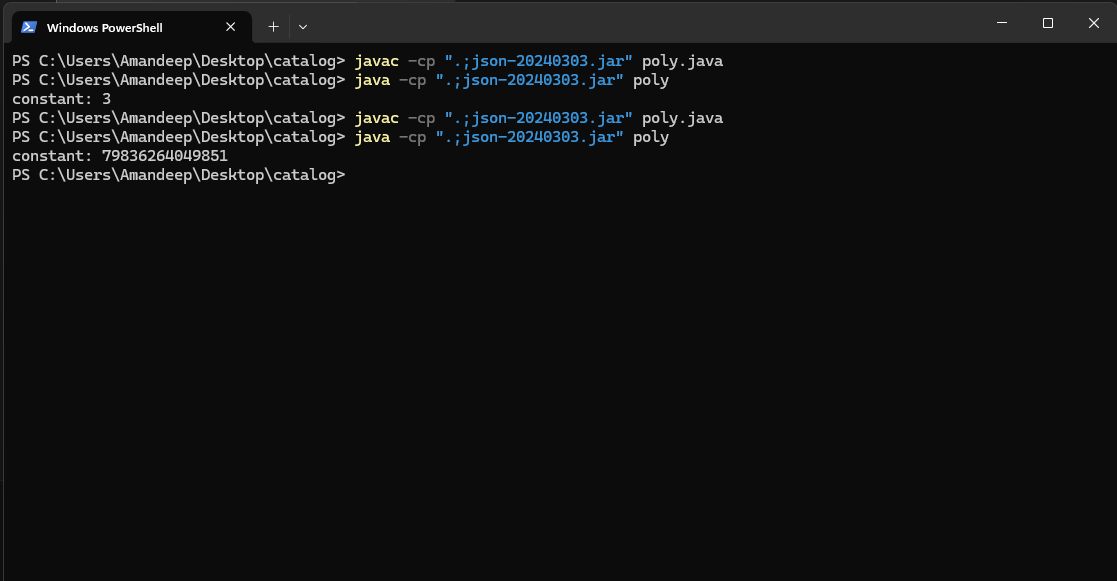 Windows PowerShell
PS C:\Users\Amandeep\Desktop\catalog> javac -cp ".;json-20240303.jar" poly.java
PS C:\Users\Amandeep\Desktop\catalog> java -cp ".;json-20240303.jar" poly
constant: 3
PS C:\Users\Amandeep\Desktop\catalog> javac -cp ".;json-20240303.jar" poly.java
PS C:\Users\Amandeep\Desktop\catalog> java -cp ".;json-20240303.jar" poly
constant: 79836264049851
PS C:\Users\Amandeep\Desktop\catalog>